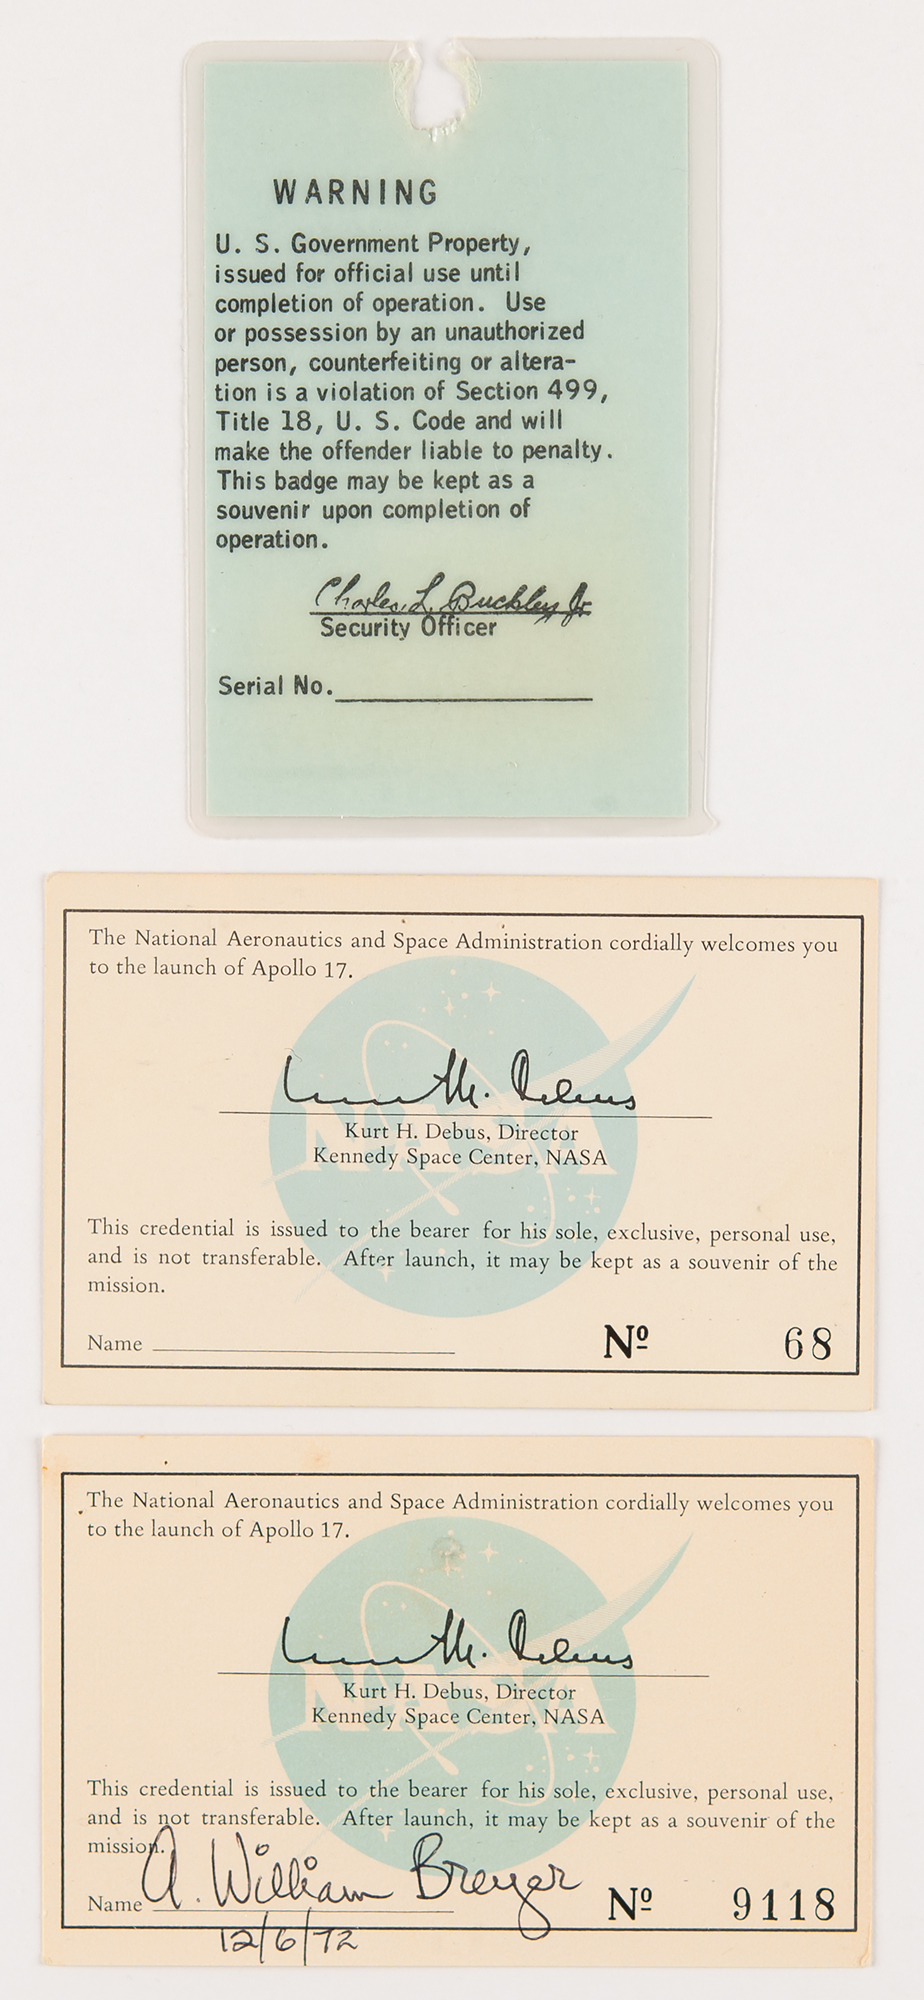 WARNING
U. S. Government Property,
issued for official use until
completion of operation. Use
or possession by an unauthorized
person, counterfeiting or altera-
tion is a violation of Section 499,
Title 18, U. S. Code and will
make the offender liable to penalty.
This badge may be kept as a
souvenir upon completion of
operation.
Charles L. Buckley Jr.
Security Officer
Serial No.
The National Aeronautics and Space Administration cordially welcomes you
to the launch of Apollo 17.
Kurt H. Debus
NASA
Kurt H. Debus, Director
Kennedy Space Center, NASA
This credential is issued to the bearer for his sole, exclusive, personal use,
and is not transferable. After launch, it may be kept as a souvenir of the
mission.
Name Nº 68
The National Aeronautics and Space Administration cordially welcomes you
to the launch of Apollo 17.
Kurt H. Debus
NASA
Kurt H. Debus, Director
Kennedy Space Center, NASA
This credential is issued to the bearer for his sole, exclusive, personal use,
and is not transferable. After launch, it may be kept as a souvenir of the
mission.
Name A. William Breyer Nº 9118
12/6/72